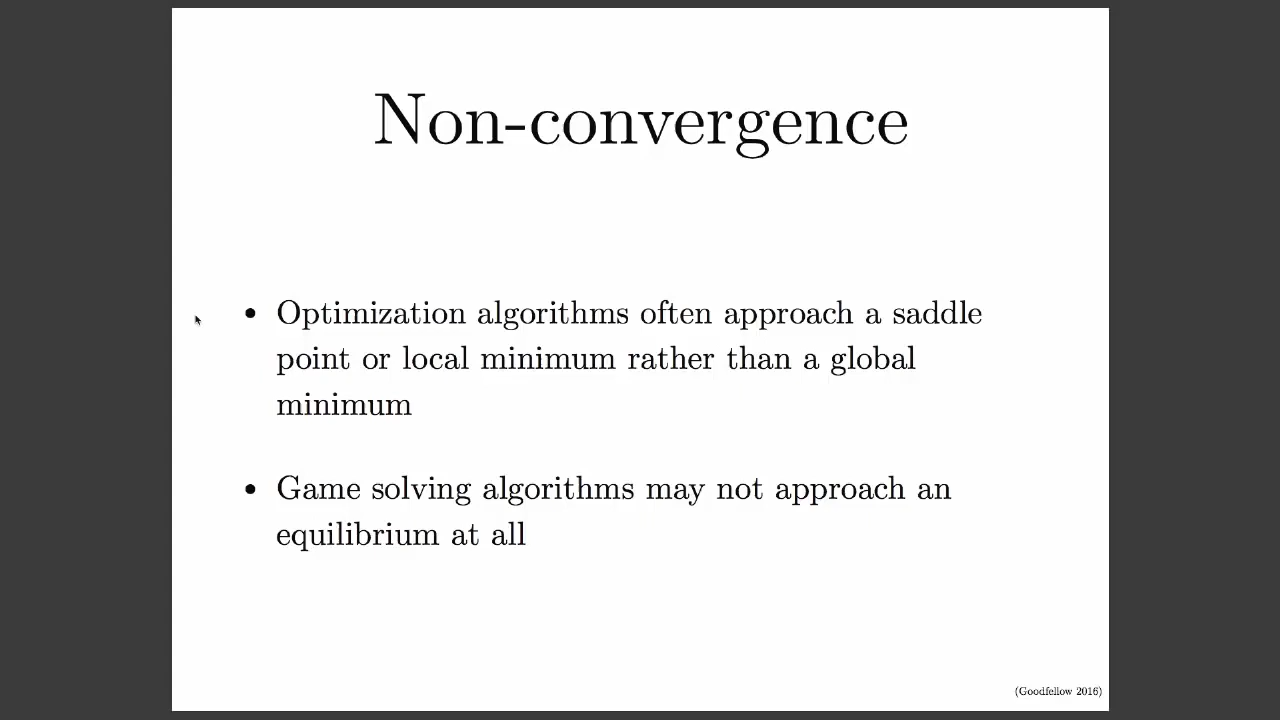 Non-convergence
• Optimization algorithms often approach a saddle
point or local minimum rather than a global
minimum
• Game solving algorithms may not approach an
equilibrium at all
(Goodfellow 2016)